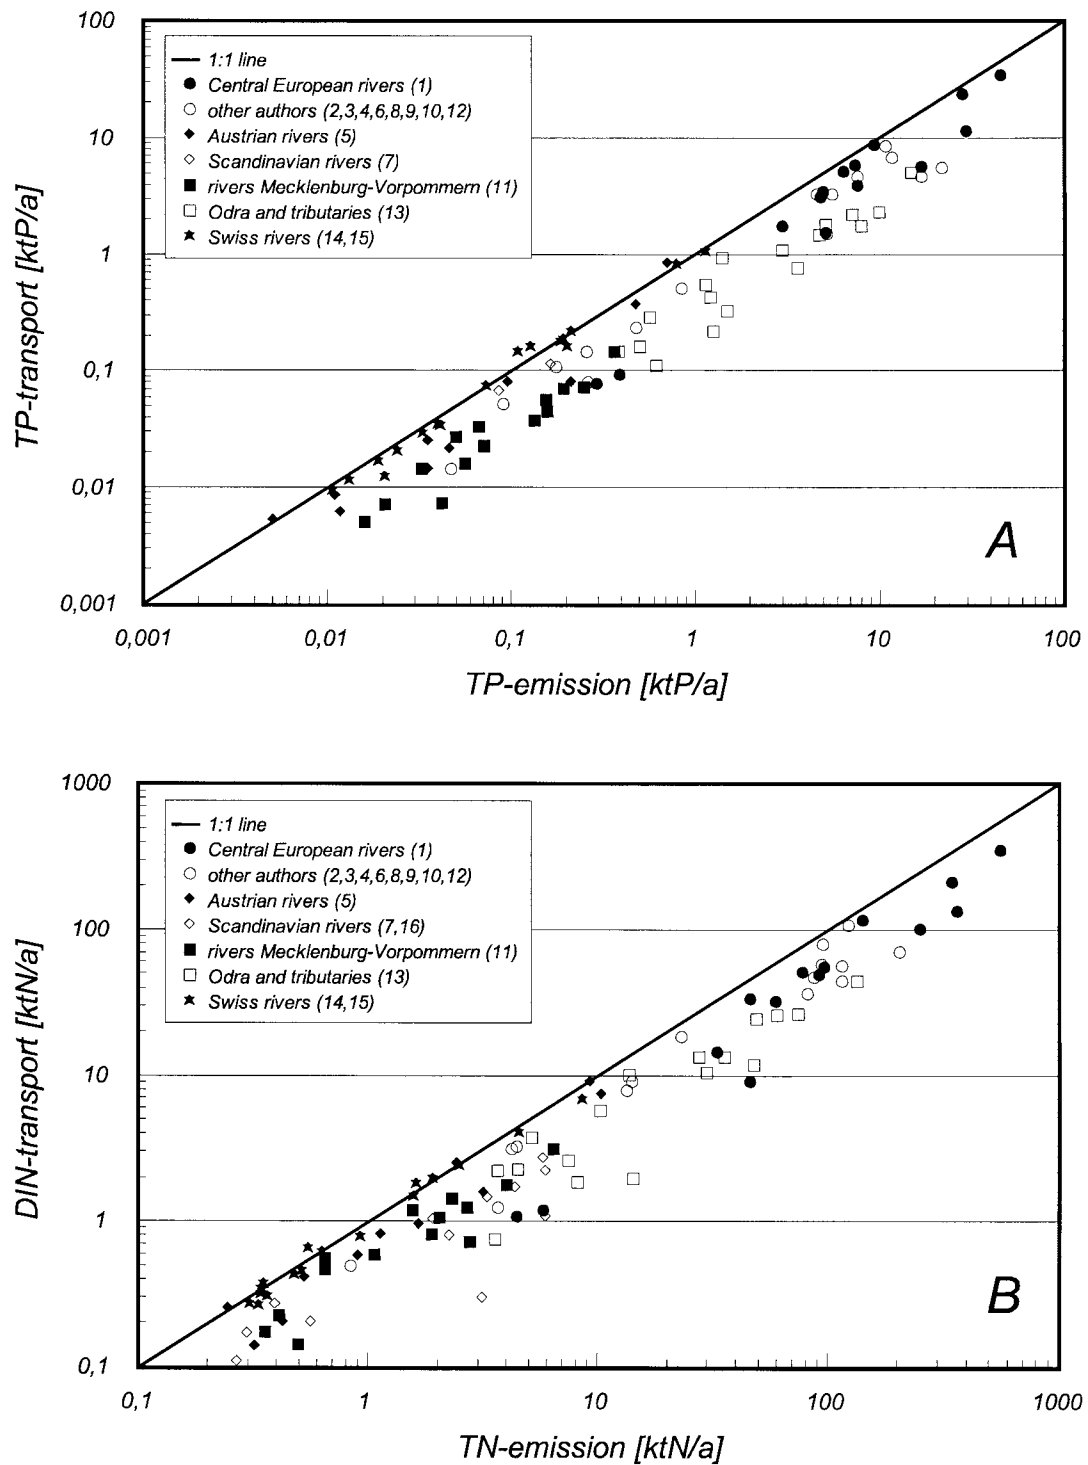 100
10
1
0,1
0,01
0,001
TP-transport [ktP/a]
1:1 line
Central European rivers (1)
other authors (2,3,4,6,8,9,10,12)
Austrian rivers (5)
Scandinavian rivers (7)
rivers Mecklenburg-Vorpommern (11)
Odra and tributaries (13)
Swiss rivers (14,15)
A
0,001 0,01 0,1 1 10 100
TP-emission [ktP/a]
1000
100
10
1
0,1
DIN-transport [ktN/a]
1:1 line
Central European rivers (1)
other authors (2,3,4,6,8,9,10,12)
Austrian rivers (5)
Scandinavian rivers (7,16)
rivers Mecklenburg-Vorpommern (11)
Odra and tributaries (13)
Swiss rivers (14,15)
B
0,1 1 10 100 1000
TN-emission [ktN/a]